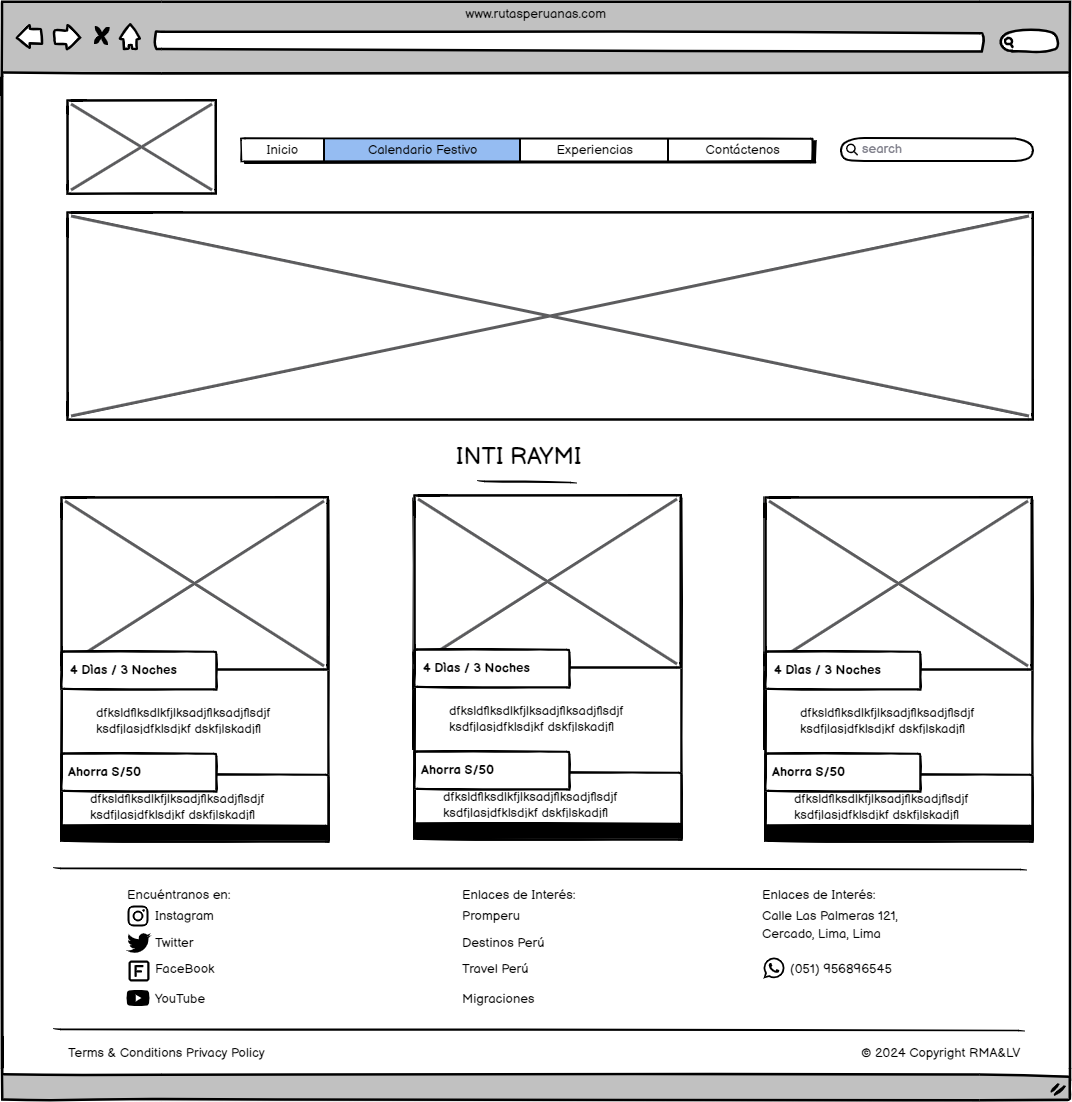 www.rutasperuanas.com
Inicio
Calendario Festivo
Experiencias
Contáctenos
search
INTI RAYMI
4 Dìas / 3 Noches
dfksldflksdlkfjlksadjflksadjflsdjf
ksdfjlasjdfklsdjkf dskfjlskadjfl
Ahorra S/50
dfksldflksdlkfjlksadjflksadjflsdjf
ksdfjlasjdfklsdjkf dskfjlskadjfl
4 Dìas / 3 Noches
dfksldflksdlkfjlksadjflksadjflsdjf
ksdfjlasjdfklsdjkf dskfjlskadjfl
Ahorra S/50
dfksldflksdlkfjlksadjflksadjflsdjf
ksdfjlasjdfklsdjkf dskfjlskadjfl
4 Dìas / 3 Noches
dfksldflksdlkfjlksadjflksadjflsdjf
ksdfjlasjdfklsdjkf dskfjlskadjfl
Ahorra S/50
dfksldflksdlkfjlksadjflksadjflsdjf
ksdfjlasjdfklsdjkf dskfjlskadjfl
Encuéntranos en:
Instagram
Twitter
FaceBook
YouTube
Enlaces de Interés:
Promperu
Destinos Perú
Travel Perú
Migraciones
Enlaces de Interés:
Calle Las Palmeras 121,
Cercado, Lima, Lima
(051) 956896545
Terms & Conditions Privacy Policy
© 2024 Copyright RMA&LV